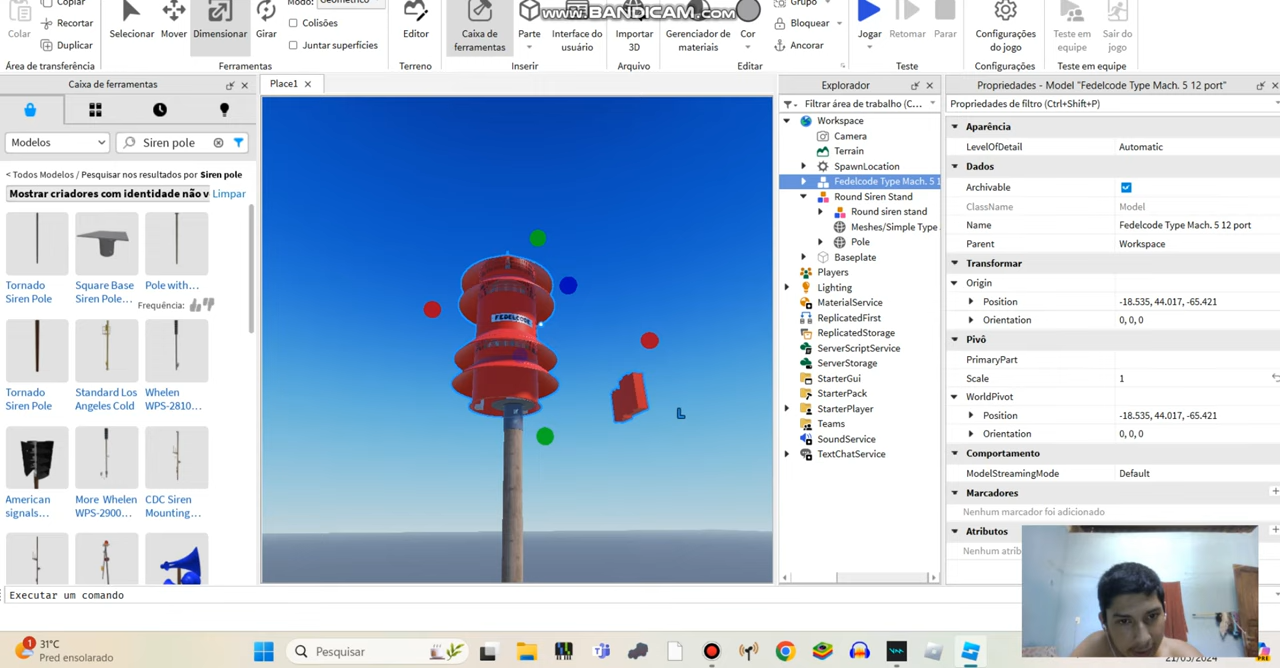 www.BANDICAM.com
Copiar
Modo:
Grupo
Colar
Recortar
Duplicar
Selecionar
Mover
Dimensionar
Girar
Colisões
Juntar superfícies
Editor
Caixa de
ferramentas
Parte
Interface do
usuário
Importar
3D
Gerenciador de
materiais
Cor
Bloquear
Ancorar
Jogar
Retomar
Parar
Configurações
do jogo
Teste em
equipe
Sair do
jogo
Área de transferência
Ferramentas
Terreno
Inserir
Arquivo
Editar
Teste
Configurações
Teste em equipe
Caixa de ferramentas
Place1
Modelos
Siren pole
< Todos Modelos / Pesquisar nos resultados por Siren pole
Mostrar criadores com identidade não v
Limpar
Tornado
Siren Pole
Square Base
Siren Pole…
Pole with…
Frequência:
Tornado
Siren Pole
Standard Los
Angeles Cold
Whelen
WPS-2810…
American
signals…
More Whelen
WPS-2900…
CDC Siren
Mounting…
FEDELCODE
Explorador
Filtrar área de trabalho (C...
Workspace
Camera
Terrain
SpawnLocation
Fedelcode Type Mach. 5 1
Round Siren Stand
Round siren stand
Meshes/Simple Type
Pole
Baseplate
Players
Lighting
MaterialService
ReplicatedFirst
ReplicatedStorage
ServerScriptService
ServerStorage
StarterGui
StarterPack
StarterPlayer
Teams
SoundService
TextChatService
Propriedades - Model "Fedelcode Type Mach. 5 12 port"
Propriedades de filtro (Ctrl+Shift+P)
Aparência
LevelOfDetail Automatic
Dados
Archivable
ClassName Model
Name Fedelcode Type Mach. 5 12 port
Parent Workspace
Transformar
Origin
Position -18.535, 44.017, -65.421
Orientation 0, 0, 0
Pivô
PrimaryPart
Scale 1
WorldPivot
Position -18.535, 44.017, -65.421
Orientation 0, 0, 0
Comportamento
ModelStreamingMode Default
Marcadores
Nenhum marcador foi adicionado
Atributos
Nenhum atrib
Executar um comando
1
31°C
Pred ensolarado
Pesquisar
21/03/2024